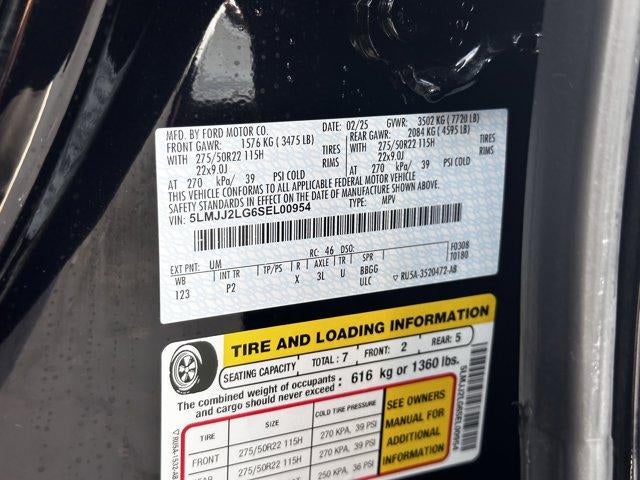 MFD. BY FORD MOTOR CO.
DATE: 02/25 GVWR: 3502 KG (7720 LB)
FRONT GAWR: 1576 KG (3475 LB) REAR GAWR: 2084 KG (4595 LB)
WITH 275/50R22 115H TIRES WITH 275/50R22 115H TIRES
22x9.0J RIMS 22x9.0J RIMS
AT 270 kPa/ 39 PSI COLD AT 270 kPa/ 39 PSI COLD
THIS VEHICLE CONFORMS TO ALL APPLICABLE FEDERAL MOTOR VEHICLE
SAFETY STANDARDS IN EFFECT ON THE DATE OF MANUFACTURE SHOWN ABOVE.
VIN: 5LMJJ2LG6SEL00954 TYPE: MPV
EXT PNT: UM RC: 46 DSO: F0308
WB INT TR TP/PS R AXLE TR SPR T0180
123 P2 X 3L U BBGG ▽ RU5A-3520472-AB
ULC
TIRE AND LOADING INFORMATION
SEATING CAPACITY TOTAL: 7 FRONT: 2 REAR: 5
The combined weight of occupants and cargo should never exceed: 616 kg or 1360 lbs.
TIRE SIZE COLD TIRE PRESSURE
FRONT 275/50R22 115H 270 KPA, 39 PSI
275/50R22 115H 270 KPA, 39 PSI
250 KPA, 36 PSI
SEE OWNERS
MANUAL FOR
ADDITIONAL
INFORMATION
5LMJJ2LG6SEL00954